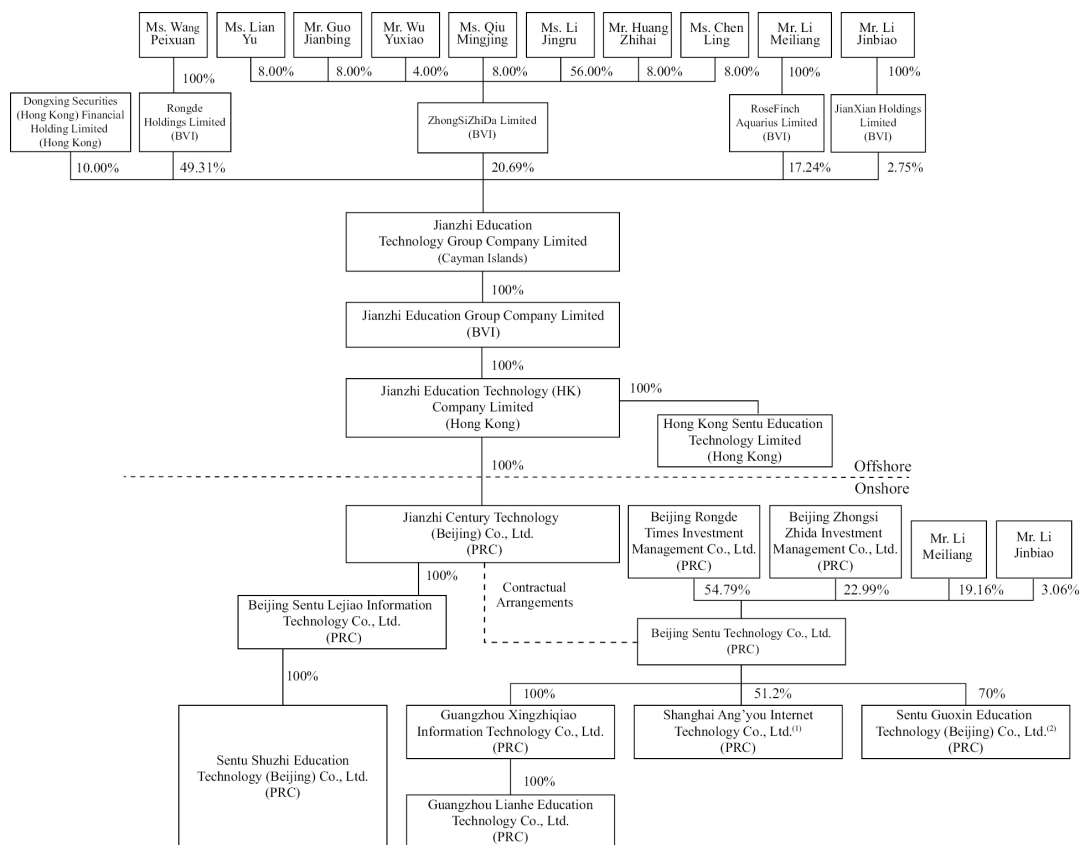 Ms. Wang
Peixuan
Ms. Lian
Yu
Mr. Guo
Jianbing
Mr. Wu
Yuxiao
Ms. Qiu
Mingjing
Ms. Li
Jingru
Mr. Huang
Zhihai
Ms. Chen
Ling
Mr. Li
Meiliang
Mr. Li
Jinbiao
100%
8.00%
8.00%
4.00%
8.00%
56.00%
8.00%
8.00%
100%
100%
Dongxing Securities
(Hong Kong) Financial
Holding Limited
(Hong Kong)
Rongde
Holdings Limited
(BVI)
ZhongSiZhiDa Limited
(BVI)
RoseFinch
Aquarius Limited
(BVI)
JianXian Holdings
Limited
(BVI)
10.00%
49.31%
20.69%
17.24%
2.75%
Jianzhi Education
Technology Group Company Limited
(Cayman Islands)
100%
Jianzhi Education Group Company Limited
(BVI)
100%
Jianzhi Education Technology (HK)
Company Limited
(Hong Kong)
100%
Hong Kong Sentu Education
Technology Limited
(Hong Kong)
100%
Offshore
Onshore
Jianzhi Century Technology
(Beijing) Co., Ltd.
(PRC)
Beijing Rongde
Times Investment
Management Co., Ltd.
(PRC)
Beijing Zhongsi
Zhida Investment
Management Co., Ltd.
(PRC)
Mr. Li
Meiliang
Mr. Li
Jinbiao
100%
Contractual
Arrangements
54.79%
22.99%
19.16%
3.06%
Beijing Sentu Lejiao Information
Technology Co., Ltd.
(PRC)
Beijing Sentu Technology Co., Ltd.
(PRC)
100%
100%
51.2%
70%
Sentu Shuzhi Education
Technology (Beijing) Co., Ltd.
(PRC)
Guangzhou Xingzhiqiao
Information Technology Co., Ltd.
(PRC)
Shanghai Ang'you Internet
Technology Co., Ltd.(1)
(PRC)
Sentu Guoxin Education
Technology (Beijing) Co., Ltd.(2)
(PRC)
100%
Guangzhou Lianhe Education
Technology Co., Ltd.
(PRC)